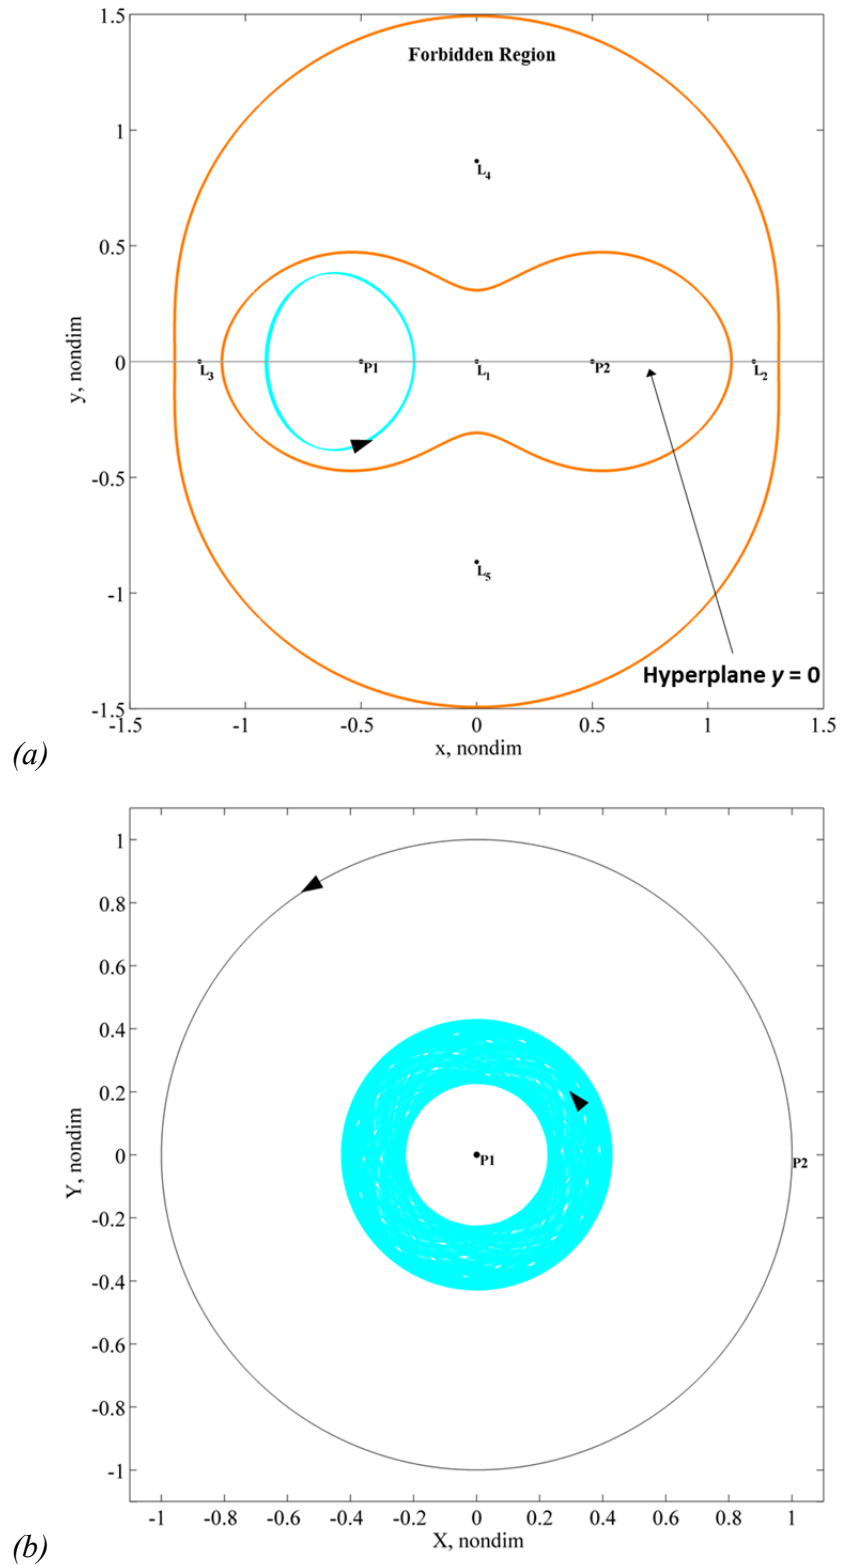 1.5
Forbidden Region
1
L4
0.5
y, nondim
0
L3
P1
L1
P2
L2
-0.5
L5
-1
Hyperplane y = 0
-1.5
-1.5 -1 -0.5 0 0.5 1 1.5
x, nondim
(a)
1
0.8
0.6
0.4
0.2
Y, nondim
0
P1
P2
-0.2
-0.4
-0.6
-0.8
-1
-1 -0.8 -0.6 -0.4 -0.2 0 0.2 0.4 0.6 0.8 1
X, nondim
(b)